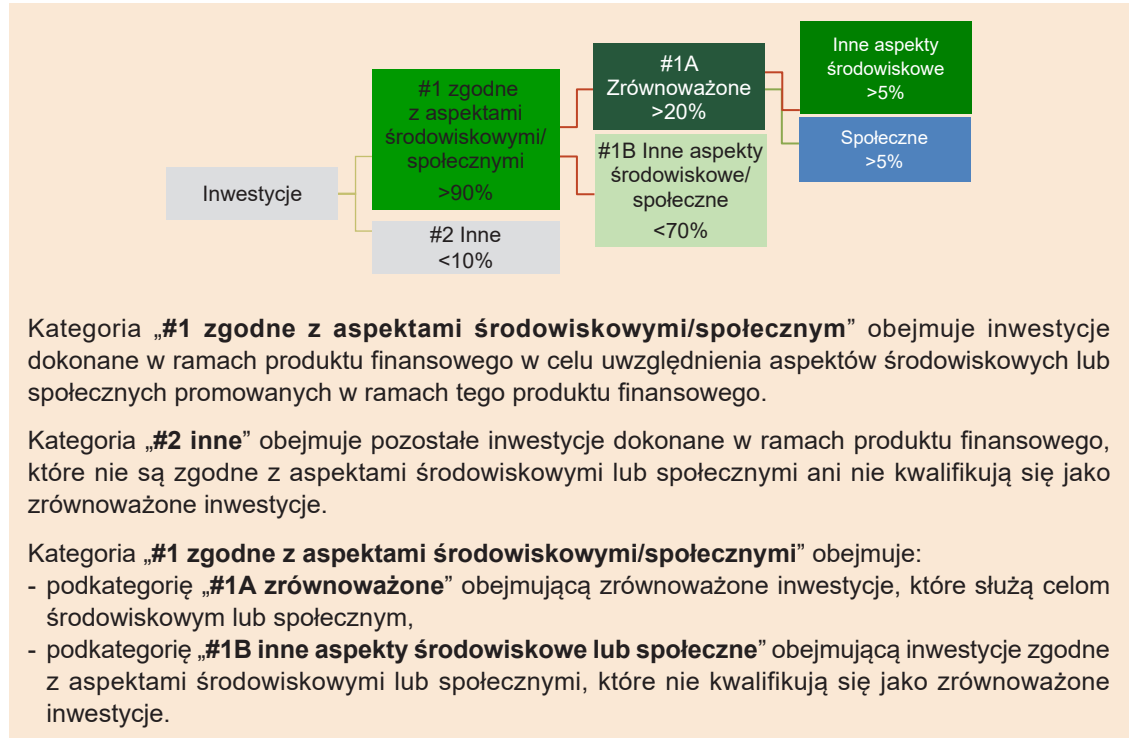 Inwestycje
#1 zgodne
z aspektami
środowiskowymi/
społecznymi
>90%
#2 Inne
<10%
#1A
Zrównoważone
>20%
#1B Inne aspekty
środowiskowe/
społeczne
<70%
Inne aspekty
środowiskowe
>5%
Społeczne
>5%
Kategoria „#1 zgodne z aspektami środowiskowymi/społecznym” obejmuje inwestycje
dokonane w ramach produktu finansowego w celu uwzględnienia aspektów środowiskowych lub
społecznych promowanych w ramach tego produktu finansowego.
Kategoria „#2 inne” obejmuje pozostałe inwestycje dokonane w ramach produktu finansowego,
które nie są zgodne z aspektami środowiskowymi lub społecznymi ani nie kwalifikują się jako
zrównoważone inwestycje.
Kategoria „#1 zgodne z aspektami środowiskowymi/społecznymi” obejmuje:
- podkategorię „#1A zrównoważone” obejmującą zrównoważone inwestycje, które służą celom
środowiskowym lub społecznym,
- podkategorię „#1B inne aspekty środowiskowe lub społeczne” obejmującą inwestycje zgodne
z aspektami środowiskowymi lub społecznymi, które nie kwalifikują się jako zrównoważone
inwestycje.